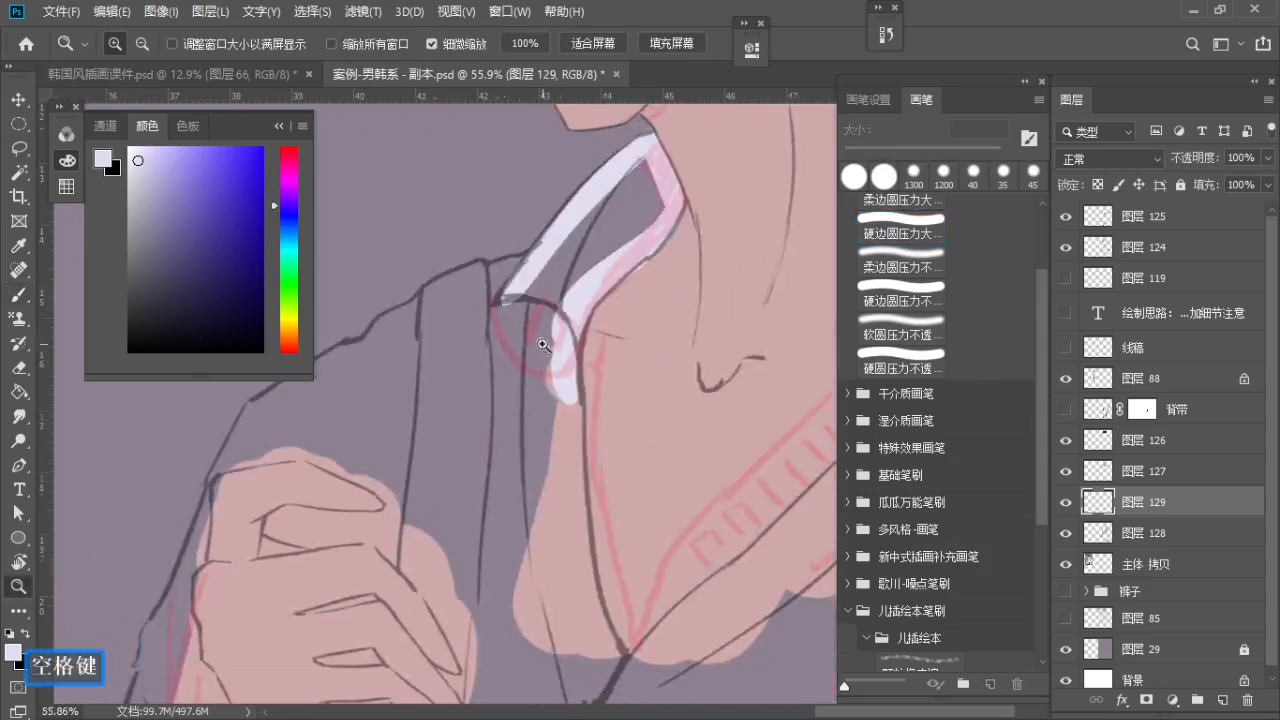 Ps 文件(F) 编辑(E) 图像(I) 图层(L) 文字(Y) 选择(S) 滤镜(T) 3D(D) 视图(V) 窗口(W) 帮助(H)
调整窗口大小以满屏显示 缩放所有窗口 细微缩放 100% 适合屏幕 填充屏幕
韩国风插画课件.psd @ 12.9% (图层 66, RGB/8) * 案例-男韩系 - 副本.psd @ 55.9% (图层 129, RGB/8) *
36 37 38 39 40 41 42 43 44 45 46 47
通道 颜色 色板
画笔设置 画笔
大小:
1300 1200 40 35 45
柔边圆压力大...
硬边圆压力大...
柔边圆压力不...
硬边圆压力不...
软圆压力不透...
硬圆压力不透...
干介质画笔
湿介质画笔
特殊效果画笔
基础笔刷
瓜瓜万能笔刷
多风格-画笔
新中式插画补充画笔
歌川-噪点笔刷
儿插绘本笔刷
儿插绘本
图层
类型
正常 不透明度: 100%
锁定: 填充: 100%
图层 125
图层 124
图层 119
T 绘制思路: ...加细节注意
线稿
图层 88
背带
图层 126
图层 127
图层 129
图层 128
主体 拷贝
裤子
图层 85
图层 29
背景
空格键
55.86% 文档:99.7M/497.6M